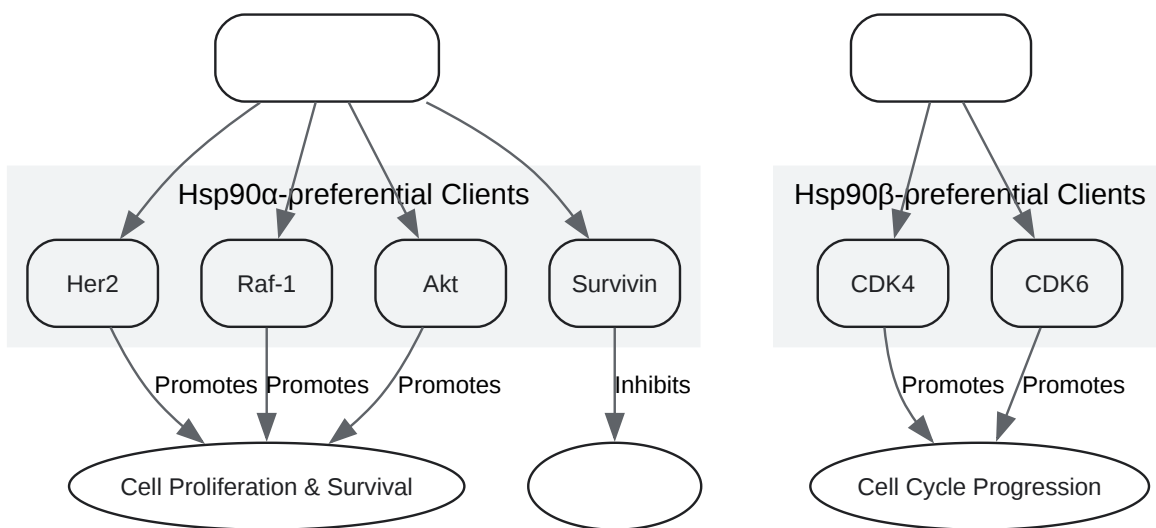 Hsp90α-preferential Clients
Hsp90β-preferential Clients
Her2
Raf-1
Akt
Survivin
CDK4
CDK6
Promotes
Promotes
Promotes
Inhibits
Promotes
Promotes
Cell Proliferation & Survival
Cell Cycle Progression